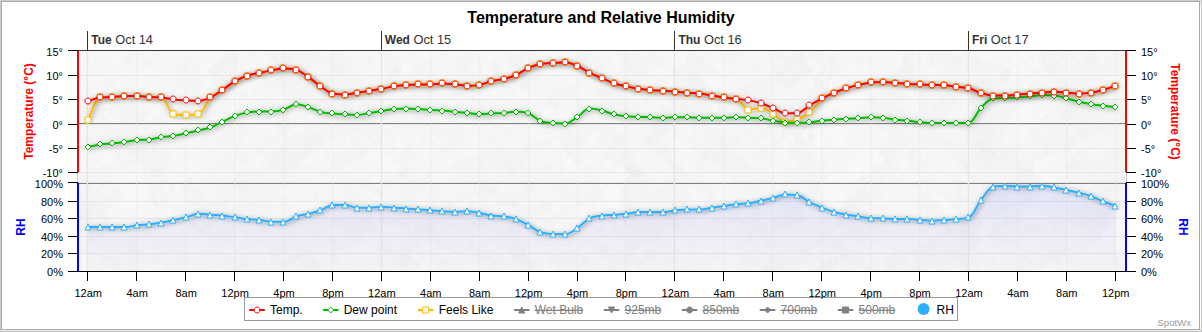 Temperature and Relative Humidity
Tue Oct 14 Wed Oct 15 Thu Oct 16 Fri Oct 17
Temperature (°C)
15° 15°
10° 10°
5° 5°
0° 0°
-5° -5°
-10° -10°
Temperature (°C)
RH
100% 100%
80% 80%
60% 60%
40% 40%
20% 20%
0% 0%
RH
12am 4am 8am 12pm 4pm 8pm 12am 4am 8am 12pm 4pm 8pm 12am 4am 8am 12pm 4pm 8pm 12am 4am 8am 12pm
Temp. Dew point Feels Like Wet Bulb 925mb 850mb 700mb 500mb RH
SpotWx